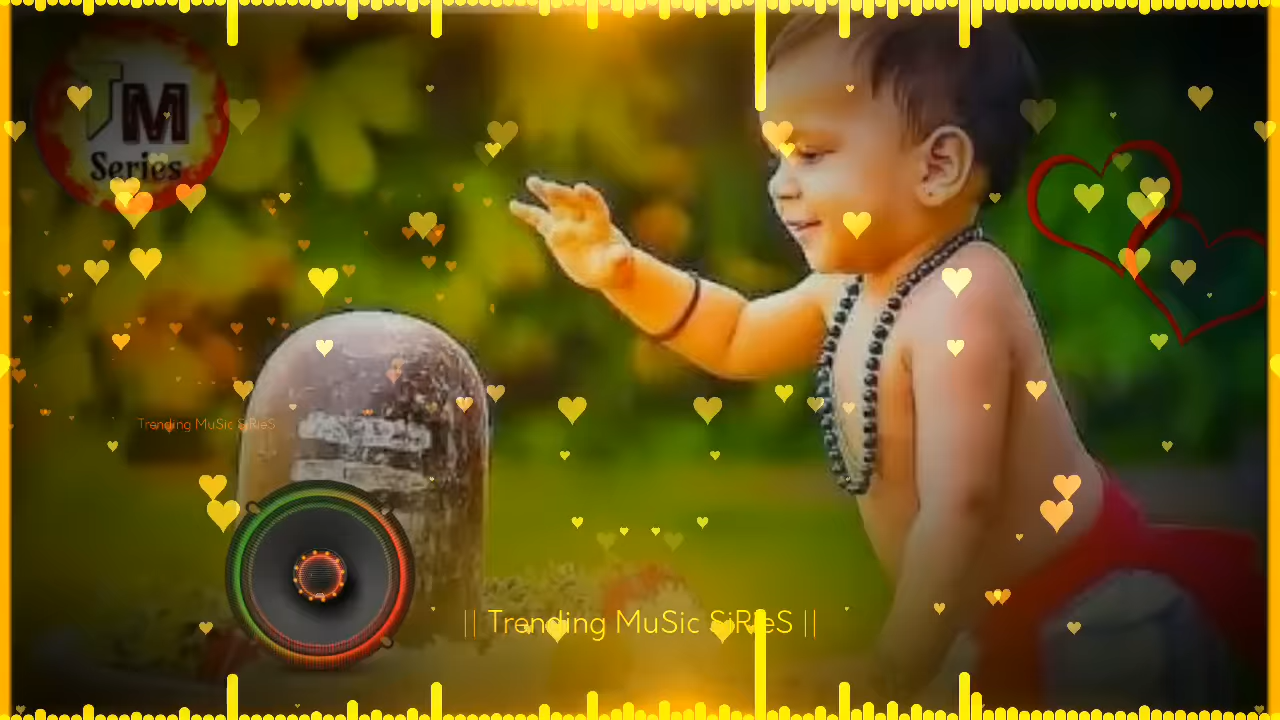 TM
Series
Trending MuSic SiRieS
|| Trending MuSic SiRieS ||